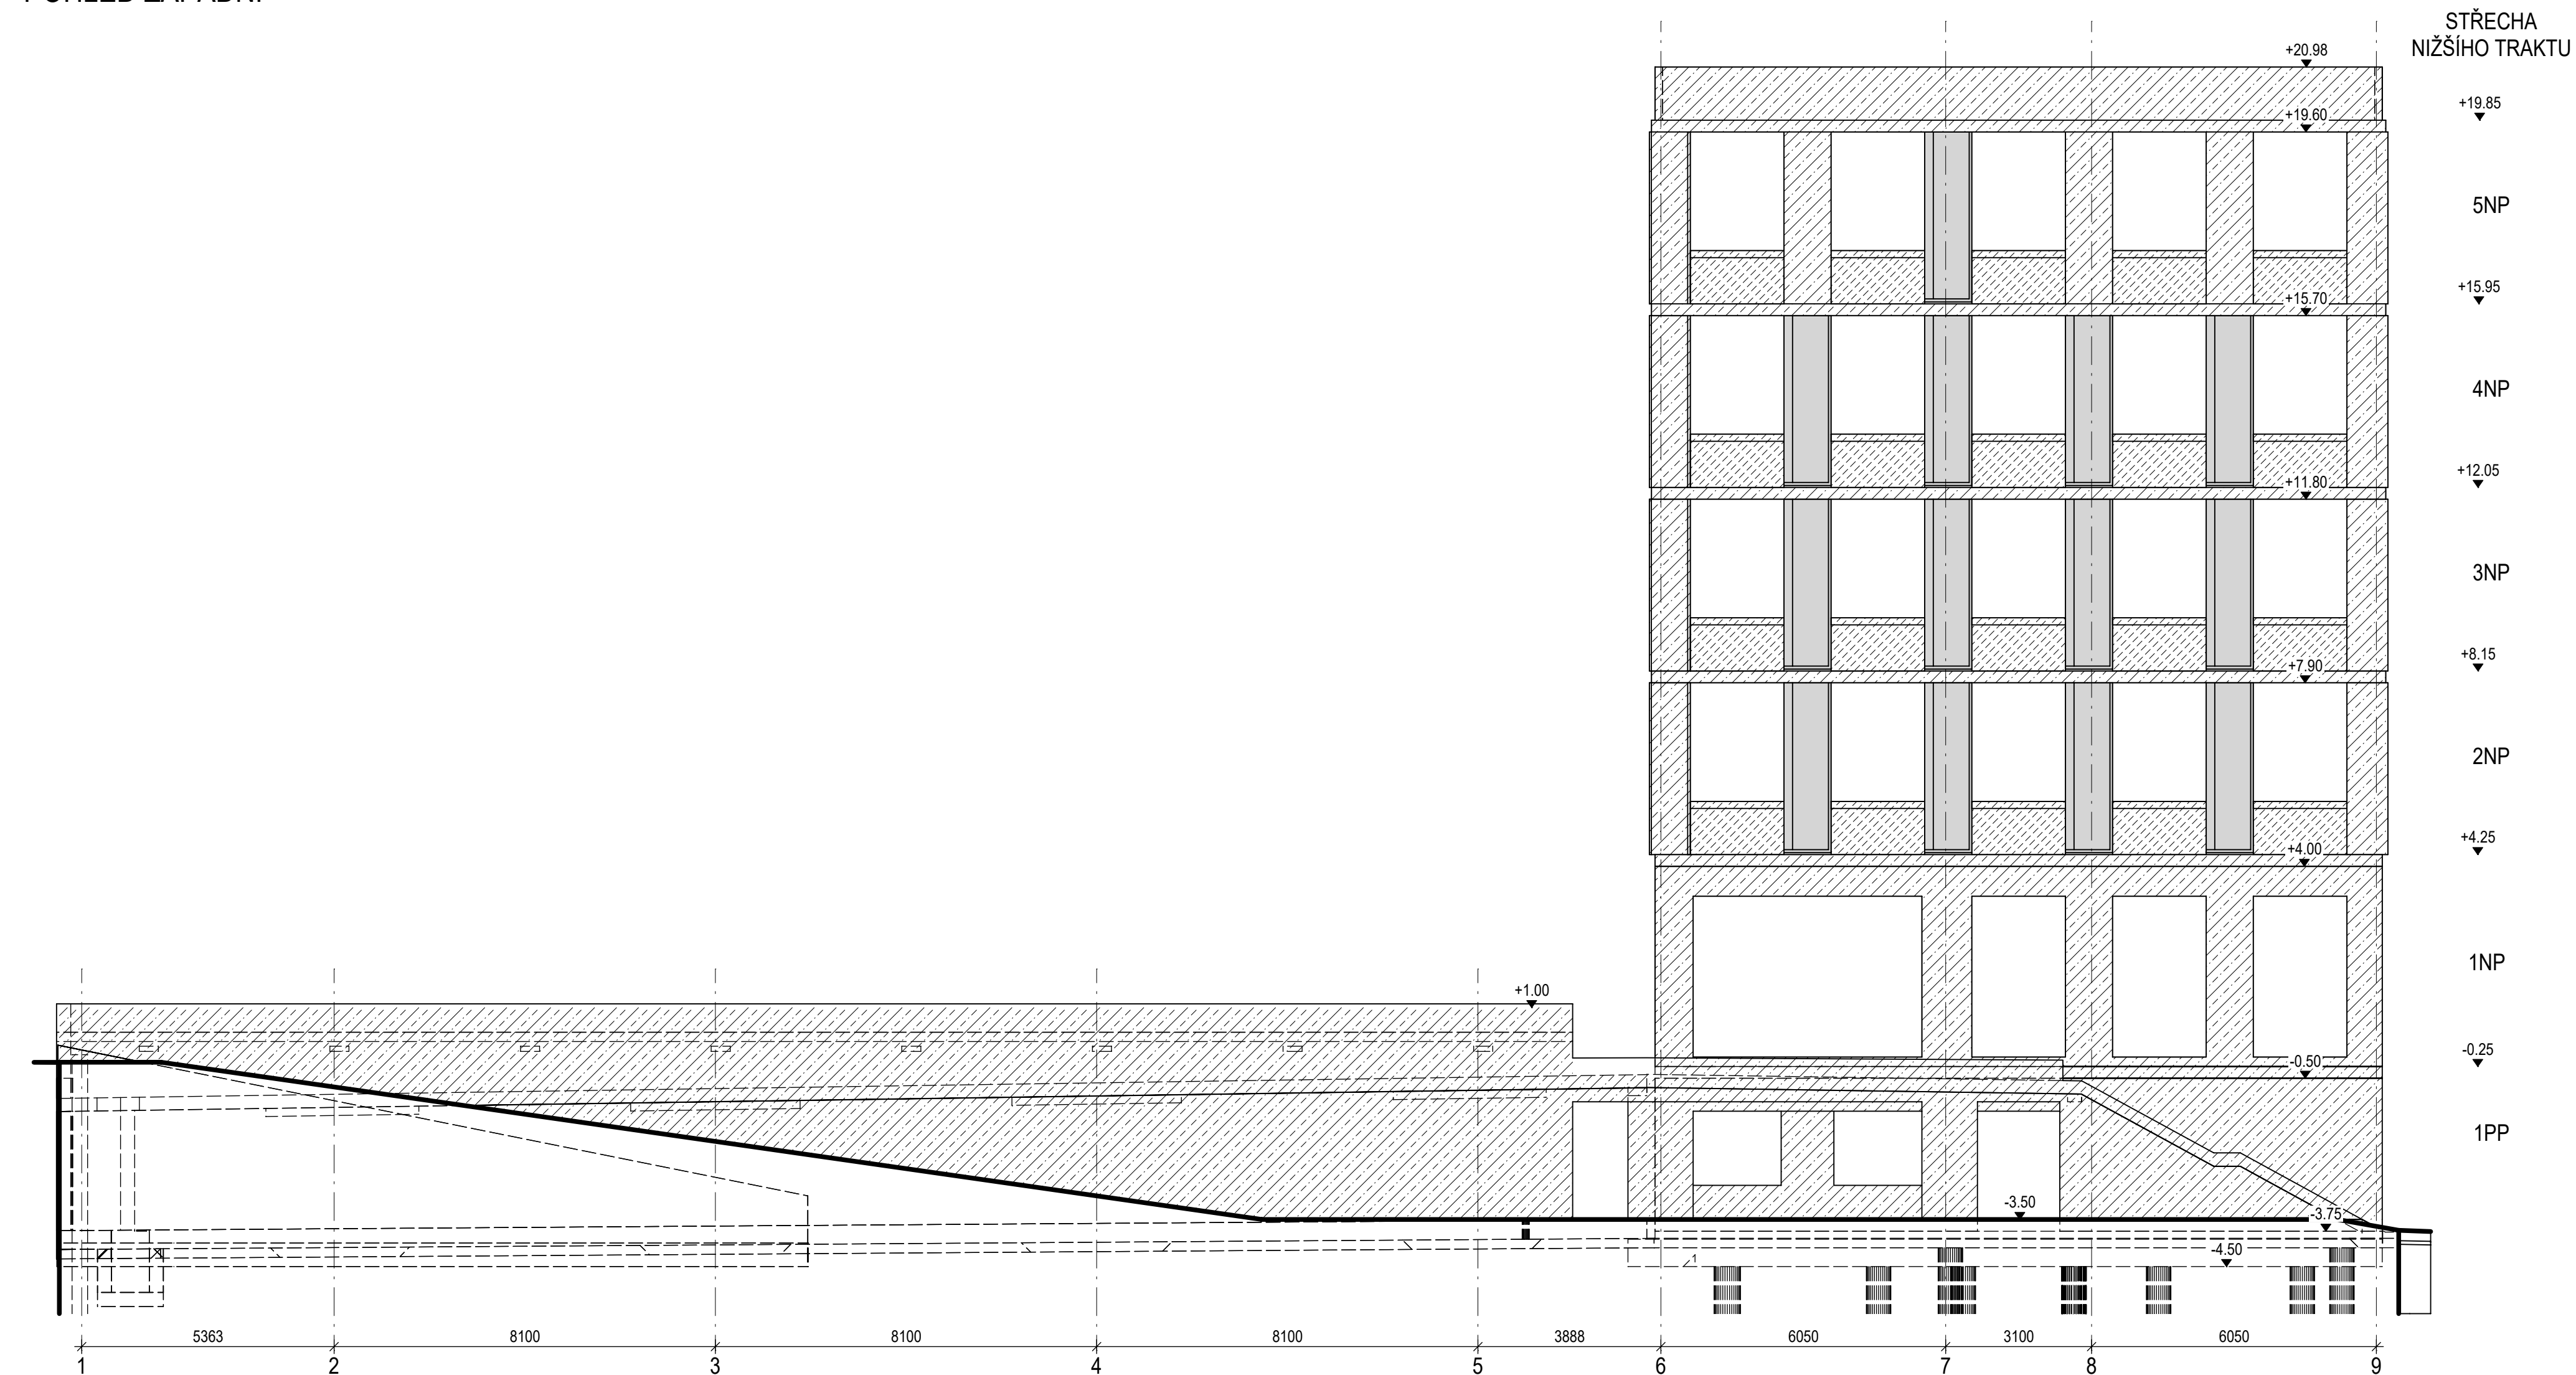 STŘECHA
NIŽŠÍHO TRAKTU
+20.98
+19.85
+19.60
5NP
+15.95
+15.70
4NP
+12.05
+11.80
3NP
+8.15
+7.90
2NP
+4.25
+4.00
1NP
+1.00
-0.25
-0.50
1PP
-3.50
-3.75
-4.50
5363 8100 8100 8100 3888 6050 3100 6050
1 2 3 4 5 6 7 8 9